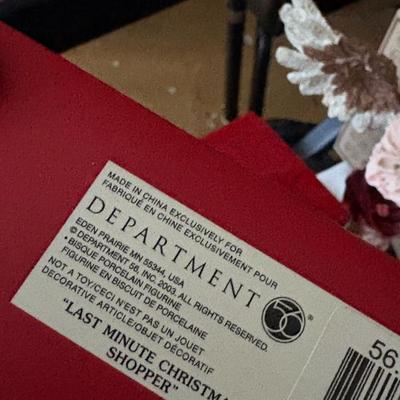 MADE IN CHINA EXCLUSIVELY FOR
FABRIQUÉ EN CHINE EXCLUSIVEMENT POUR
DEPARTMENT 56®
EDEN PRAIRIE MN 55344, USA
© DEPARTMENT 56, INC. 2003. ALL RIGHTS RESERVED.
• BISQUE PORCELAIN FIGURINE
FIGURINE EN BISCUIT DE PORCELAINE
NOT A TOY/CECI N'EST PAS UN JOUET
DECORATIVE ARTICLE/OBJET DÉCORATIF
"LAST MINUTE CHRISTMA
SHOPPER"
56.